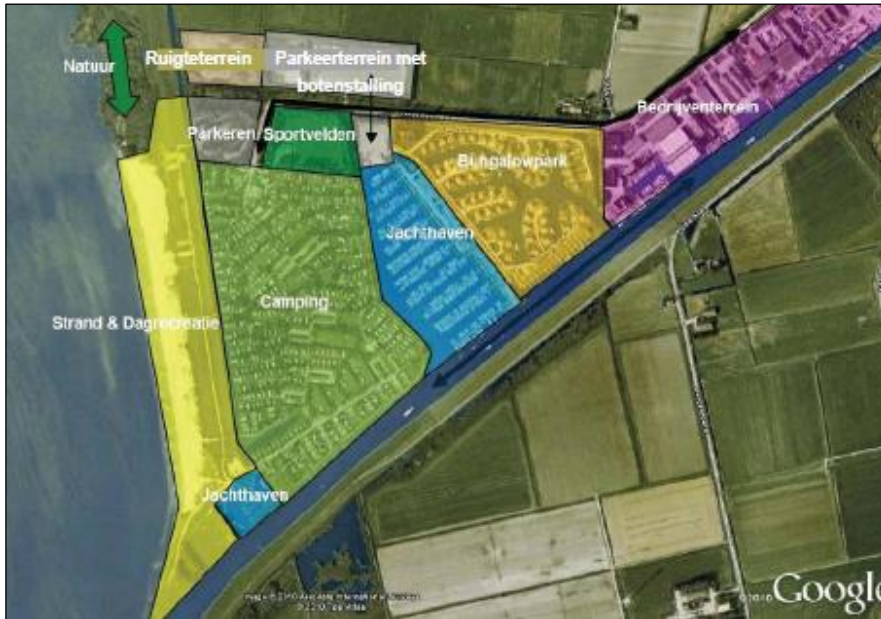 Natuur
Ruigteterrein
Parkeerterrein met
botenstalling
Parkeren
Sportvelden
Bedrijventerrein
Bungalowpark
Jachthaven
Camping
Strand & Dagrecreatie
Jachthaven
Google